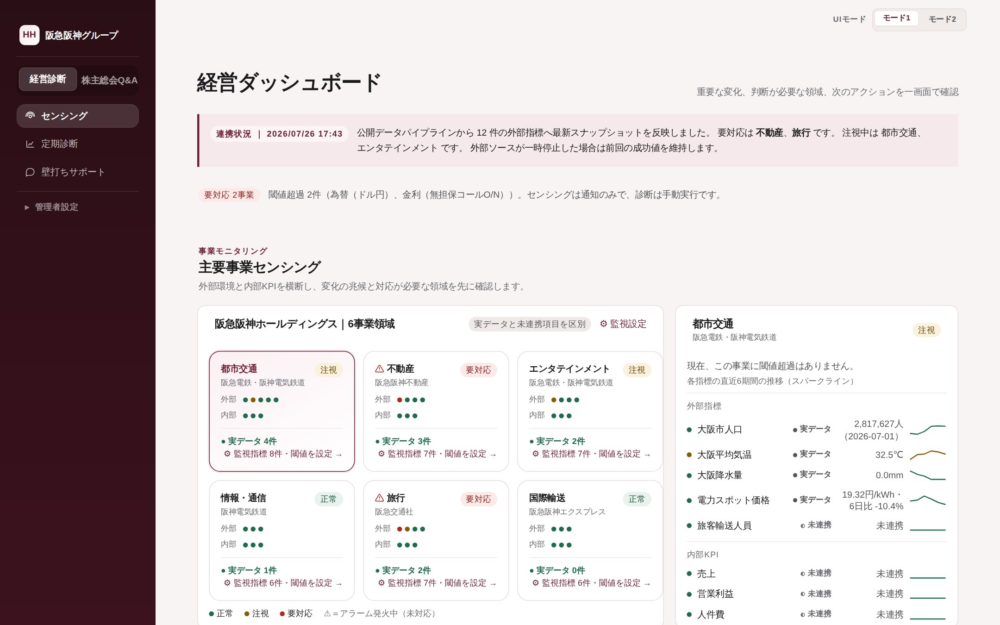 HH 阪急阪神グループ
経営診断 株主総会Q&A
センシング
定期診断
壁打ちサポート
▶ 管理者設定
UIモード モード1 モード2
経営ダッシュボード
重要な変化、判断が必要な領域、次のアクションを一画面で確認
連携状況 | 2026/07/26 17:43 公開データパイプラインから 12 件の外部指標へ最新スナップショットを反映しました。 要対応は 不動産、旅行 です。 注視中は 都市交通、
エンタテインメント です。 外部ソースが一時停止した場合は前回の成功値を維持します。
要対応 2事業 閾値超過 2件（為替（ドル円）、金利（無担保コールO/N））。センシングは通知のみで、診断は手動実行です。
事業モニタリング
主要事業センシング
外部環境と内部KPIを横断し、変化の兆候と対応が必要な領域を先に確認します。
阪急阪神ホールディングス｜6事業領域 実データと未連携項目を区別 ⚙ 監視設定
都市交通 注視
阪急電鉄・阪神電気鉄道
外部
内部
● 実データ 4件
⚙ 監視指標 8件・閾値を設定 →
⚠ 不動産 要対応
阪急阪神不動産
外部
内部
● 実データ 3件
⚙ 監視指標 7件・閾値を設定 →
エンタテインメント 注視
阪急電鉄・阪神電気鉄道
外部
内部
● 実データ 2件
⚙ 監視指標 7件・閾値を設定 →
情報・通信 正常
阪神電気鉄道
外部
内部
● 実データ 1件
⚙ 監視指標 6件・閾値を設定 →
⚠ 旅行 要対応
阪急交通社
外部
内部
● 実データ 2件
⚙ 監視指標 7件・閾値を設定 →
国際輸送 正常
阪急阪神エクスプレス
外部
内部
● 実データ 0件
⚙ 監視指標 6件・閾値を設定 →
● 正常 ● 注視 ● 要対応 ⚠＝アラーム発火中（未対応）
都市交通 注視
阪急電鉄・阪神電気鉄道
現在、この事業に閾値超過はありません。
各指標の直近6期間の推移（スパークライン）
外部指標
大阪市人口 ● 実データ 2,817,627人
（2026-07-01）
大阪平均気温 ● 実データ 32.5℃
大阪降水量 ● 実データ 0.0mm
電力スポット価格 ● 実データ 19.32円/kWh・
6日比 -10.4%
旅客輸送人員 ◐ 未連携 未連携
内部KPI
売上 ◐ 未連携 未連携
営業利益 ◐ 未連携 未連携
人件費 ◐ 未連携 未連携